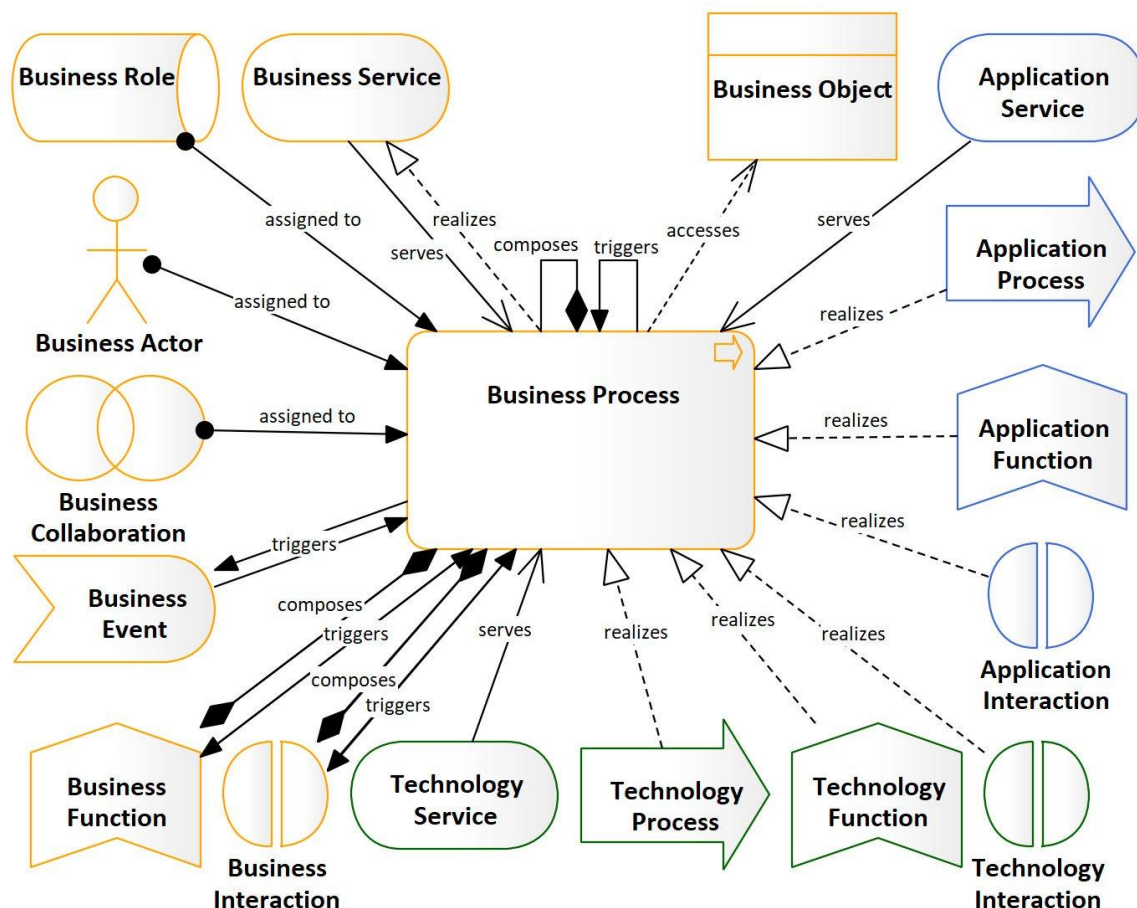 Business Role
Business Service
Business Object
Application
Service
assigned to
realizes
serves
composes
triggers
accesses
serves
Application
Process
Business Actor
assigned to
realizes
Business Process
assigned to
realizes
Application
Function
Business
Collaboration
triggers
realizes
Business
Event
composes
triggers
serves
realizes
realizes
realizes
composes
triggers
Application
Interaction
Business
Function
Technology
Service
Technology
Process
Technology
Function
Business
Interaction
Technology
Interaction